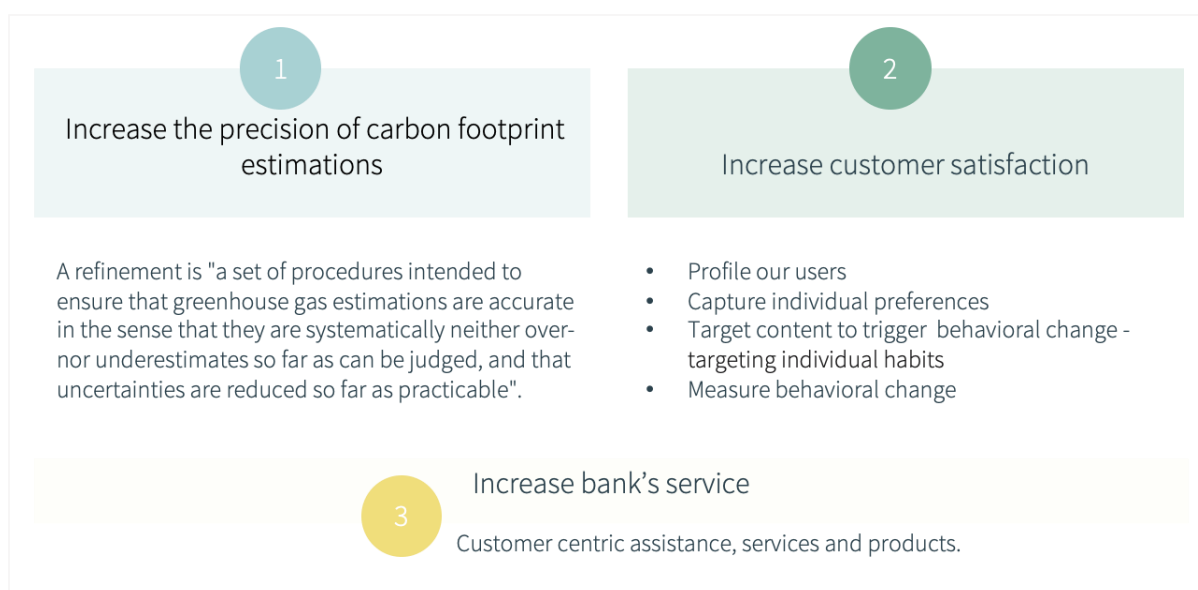 1
Increase the precision of carbon footprint
estimations
A refinement is "a set of procedures intended to
ensure that greenhouse gas estimations are accurate
in the sense that they are systematically neither over-
nor underestimates so far as can be judged, and that
uncertainties are reduced so far as practicable".
2
Increase customer satisfaction
• Profile our users
• Capture individual preferences
• Target content to trigger  behavioral change -
targeting individual habits
• Measure behavioral change
3
Increase bank’s service
Customer centric assistance, services and products.